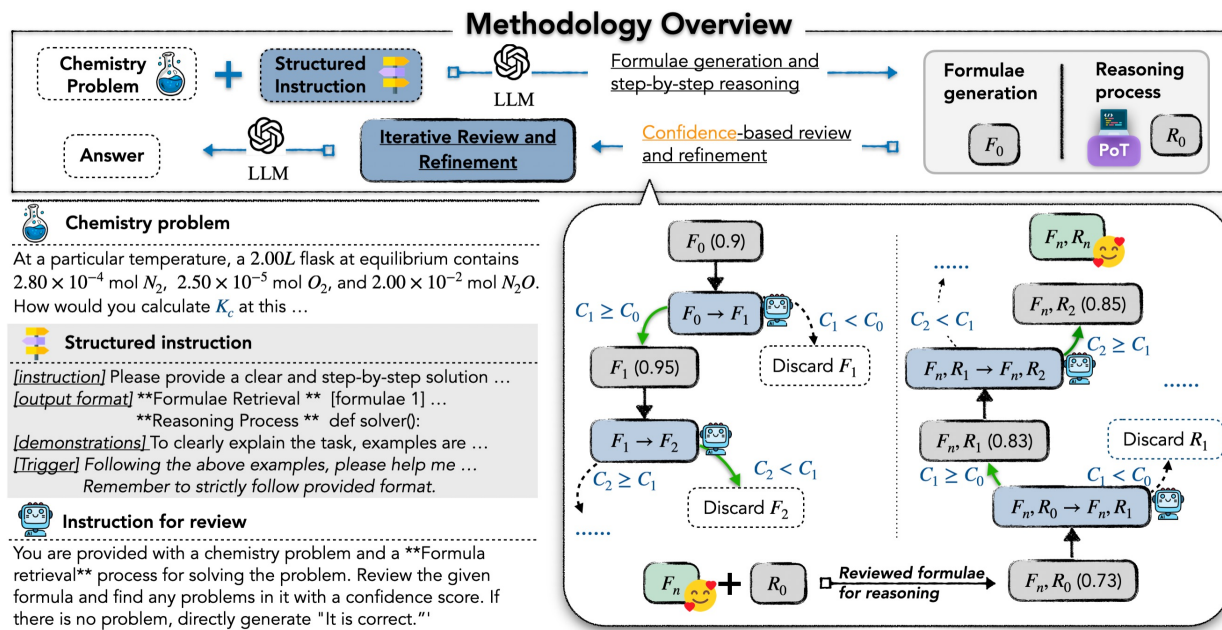 Methodology Overview
Chemistry
Problem
Structured
Instruction
LLM
Formulae generation and
step-by-step reasoning
Formulae
generation
F₀
Reasoning
process
PoT
R₀
Answer
LLM
Iterative Review and
Refinement
Confidence-based review
and refinement
Chemistry problem
At a particular temperature, a 2.00L flask at equilibrium contains
2.80 × 10⁻⁴ mol N₂, 2.50 × 10⁻⁵ mol O₂, and 2.00 × 10⁻² mol N₂O.
How would you calculate K_c at this …
Structured instruction
[instruction] Please provide a clear and step-by-step solution …
[output format] **Formulae Retrieval ** [formulae 1] …
**Reasoning Process ** def solver():
[demonstrations] To clearly explain the task, examples are …
[Trigger] Following the above examples, please help me …
Remember to strictly follow provided format.
Instruction for review
You are provided with a chemistry problem and a **Formula
retrieval** process for solving the problem. Review the given
formula and find any problems in it with a confidence score. If
there is no problem, directly generate "It is correct."'
F₀ (0.9)
C₁ ≥ C₀
F₀ → F₁
C₁ < C₀
F₁ (0.95)
Discard F₁
F₁ → F₂
C₂ ≥ C₁
C₂ < C₁
Discard F₂
......
Fₙ
+
R₀
Reviewed formulae
for reasoning
Fₙ, R₀ (0.73)
Fₙ, R₀ → Fₙ, R₁
C₁ ≥ C₀
C₁ < C₀
Discard R₁
......
Fₙ, R₁ (0.83)
Fₙ, R₁ → Fₙ, R₂
C₂ < C₁
C₂ ≥ C₁
......
Fₙ, R₂ (0.85)
Fₙ, Rₙ